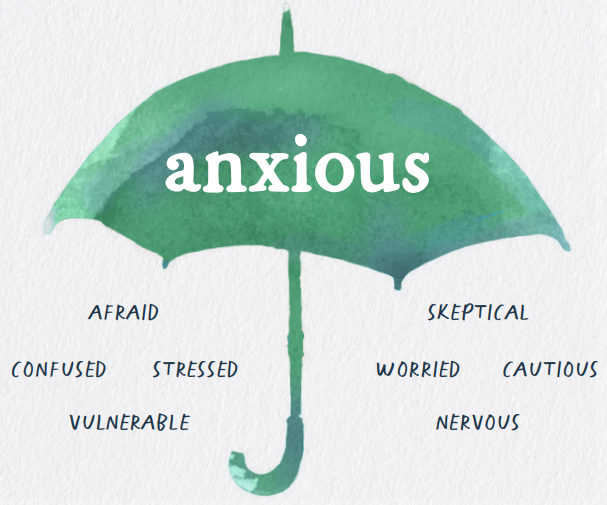 anxious
AFRAID
SKEPTICAL
CONFUSED STRESSED
WORRIED CAUTIOUS
VULNERABLE
NERVOUS